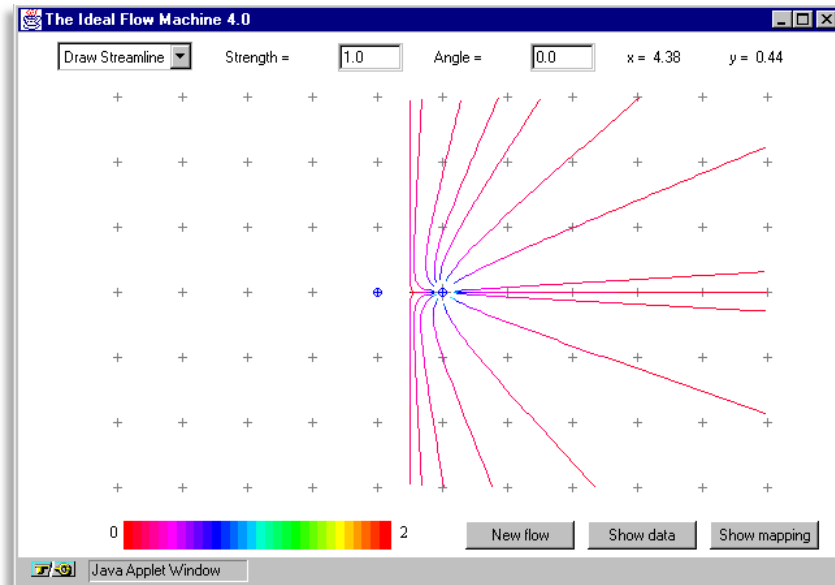 The Ideal Flow Machine 4.0
Draw Streamline Strength = 1.0 Angle = 0.0 x = 4.38 y = 0.44
0 2 New flow Show data Show mapping
Java Applet Window